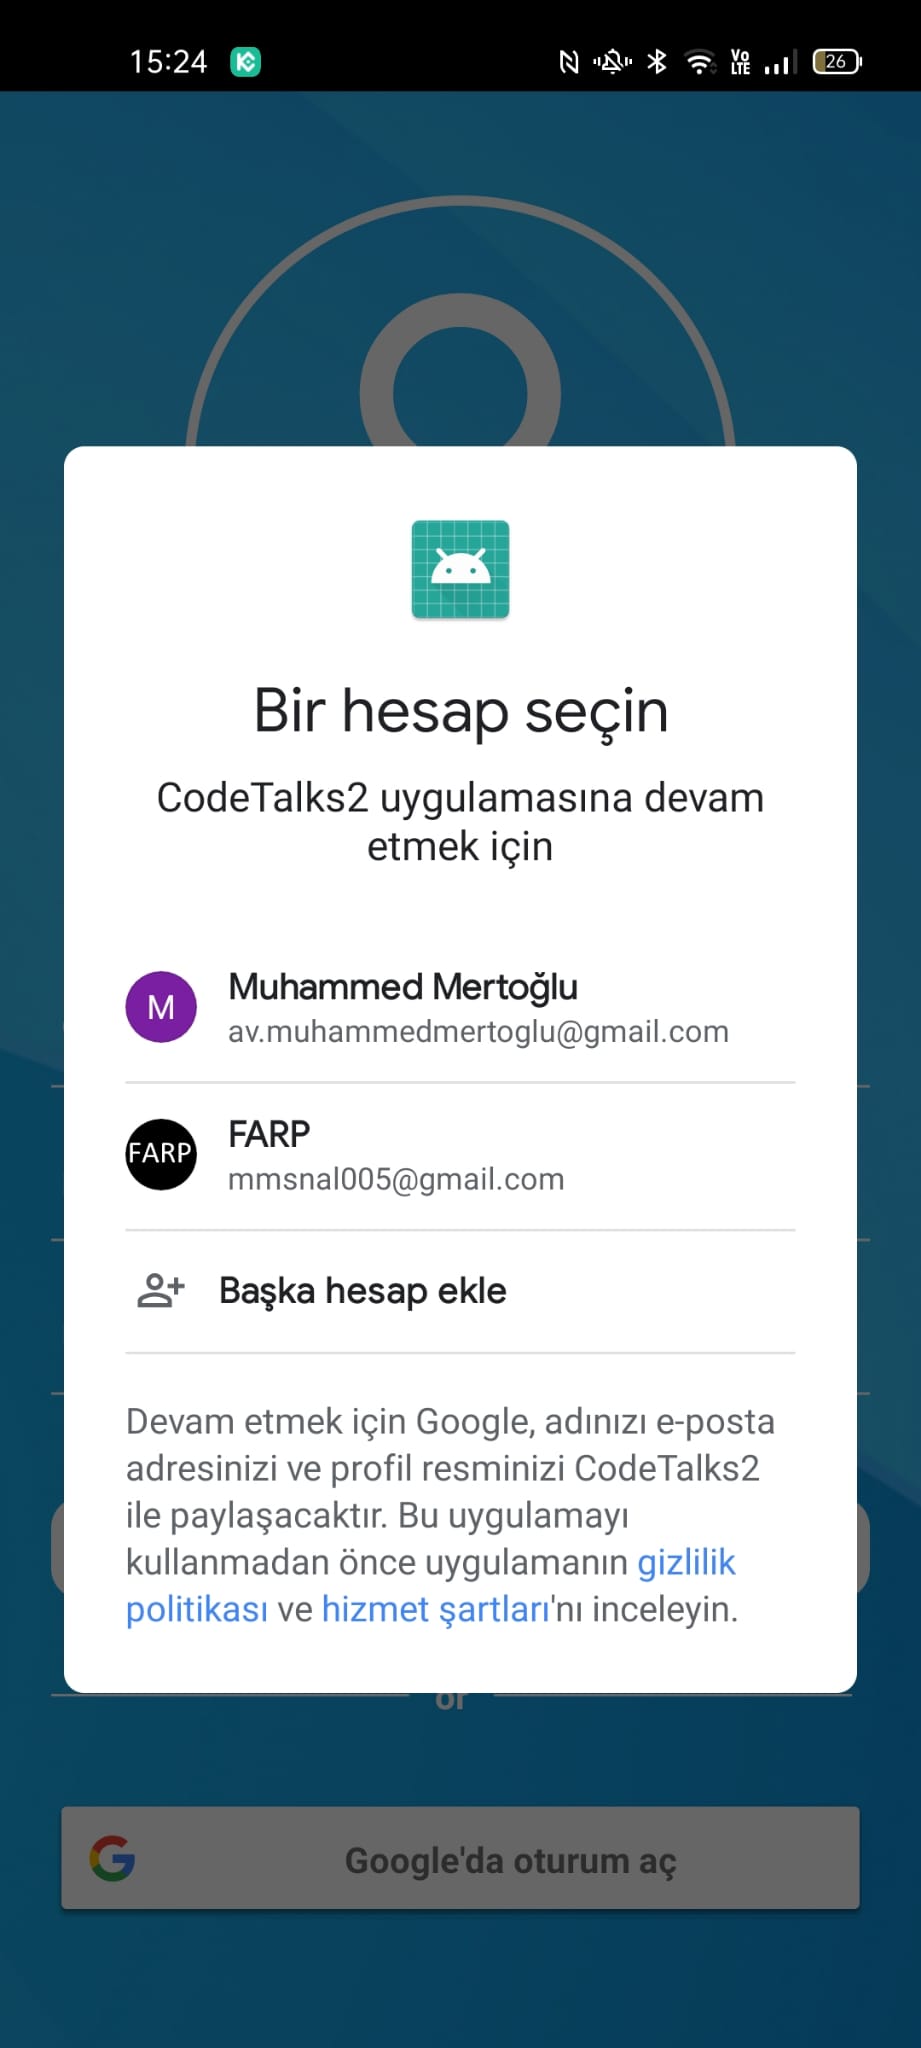 15:24
Vo
LTE
26
Bir hesap seçin
CodeTalks2 uygulamasına devam
etmek için
M
Muhammed Mertoğlu
av.muhammedmertoglu@gmail.com
FARP
FARP
mmsnal005@gmail.com
Başka hesap ekle
Devam etmek için Google, adınızı e-posta
adresinizi ve profil resminizi CodeTalks2
ile paylaşacaktır. Bu uygulamayı
kullanmadan önce uygulamanın gizlilik
politikası ve hizmet şartları'nı inceleyin.
or
G
Google'da oturum aç